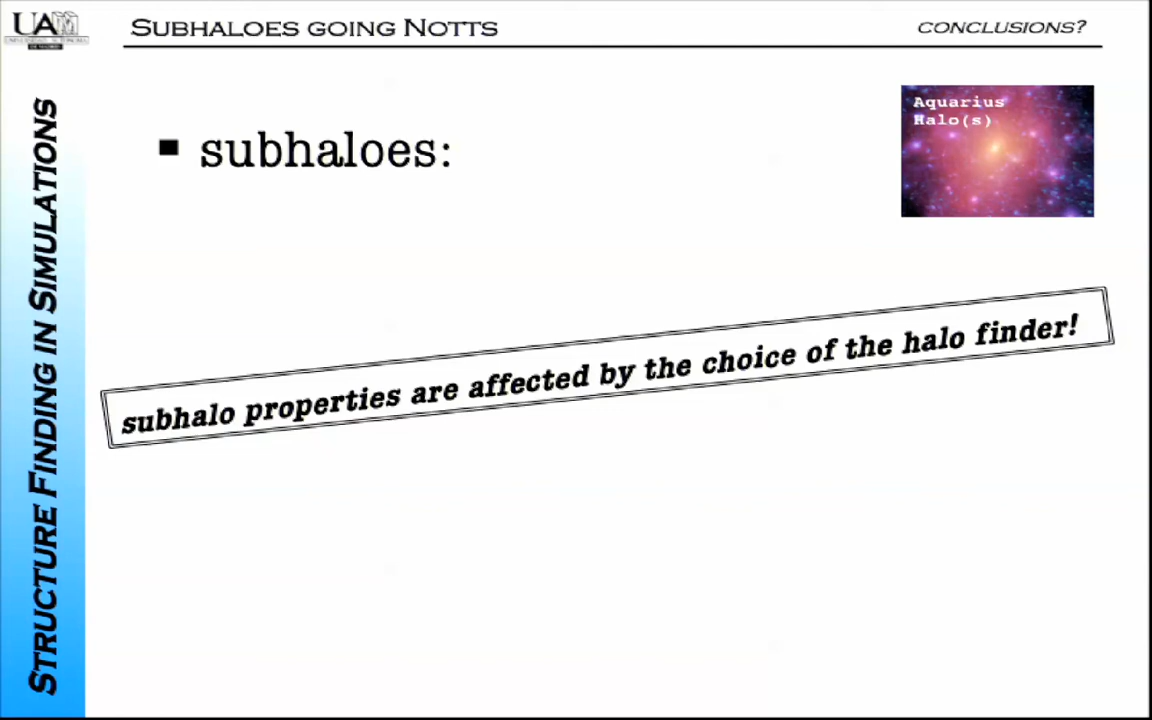 UAM
SUBHALOES GOING NOTTS
CONCLUSIONS?
STRUCTURE FINDING IN SIMULATIONS
Aquarius
Halo(s)
▪ subhaloes:
subhalo properties are affected by the choice of the halo finder!